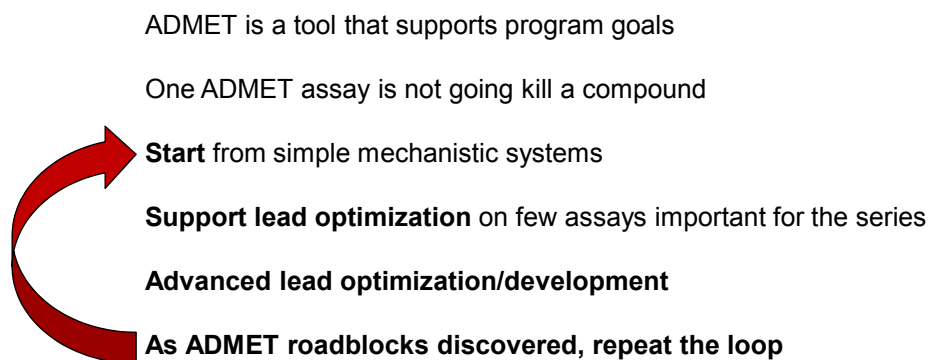 ADMET is a tool that supports program goals
One ADMET assay is not going kill a compound
Start from simple mechanistic systems
Support lead optimization on few assays important for the series
Advanced lead optimization/development
As ADMET roadblocks discovered, repeat the loop